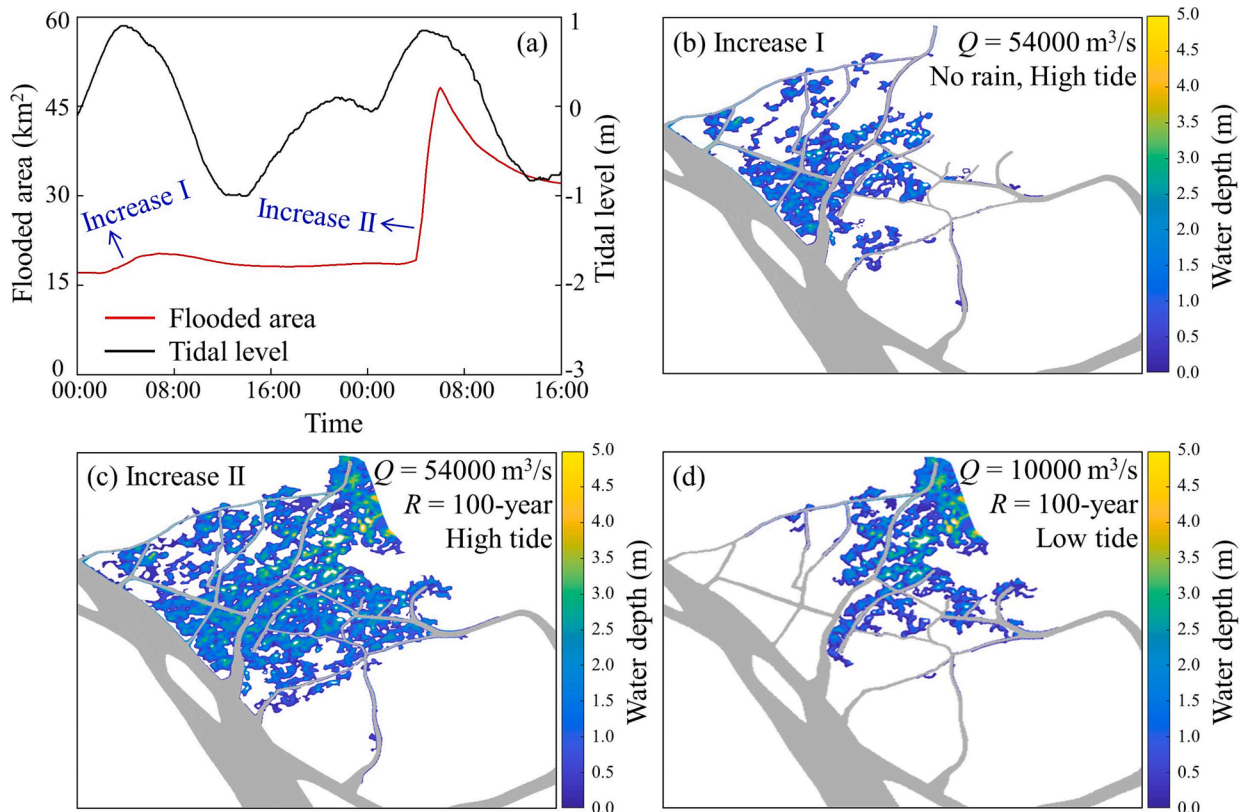 (a)
Flooded area (km²)
60
45
30
15
0
1
0
-1
-2
-3
Tidal level (m)
Increase I
Increase II
Flooded area
Tidal level
00:00 08:00 16:00 00:00 08:00 16:00
Time
(b) Increase I
Q = 54000 m³/s
No rain, High tide
5.0
4.5
4.0
3.5
3.0
2.5
2.0
1.5
1.0
0.5
0.0
Water depth (m)
(c) Increase II
Q = 54000 m³/s
R = 100-year
High tide
5.0
4.5
4.0
3.5
3.0
2.5
2.0
1.5
1.0
0.5
0.0
Water depth (m)
(d)
Q = 10000 m³/s
R = 100-year
Low tide
5.0
4.5
4.0
3.5
3.0
2.5
2.0
1.5
1.0
0.5
0.0
Water depth (m)